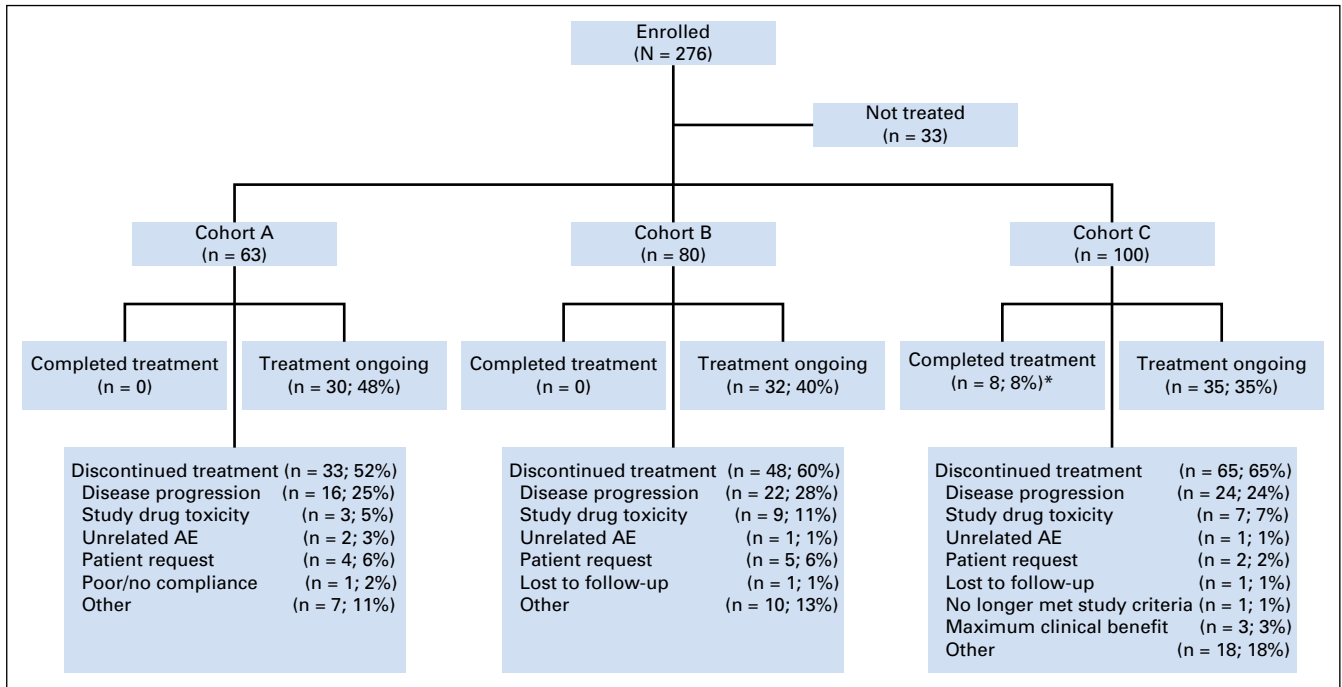 Enrolled
(N = 276)
Not treated
(n = 33)
Cohort A
(n = 63)
Cohort B
(n = 80)
Cohort C
(n = 100)
Completed treatment
(n = 0)
Treatment ongoing
(n = 30; 48%)
Completed treatment
(n = 0)
Treatment ongoing
(n = 32; 40%)
Completed treatment
(n = 8; 8%)*
Treatment ongoing
(n = 35; 35%)
Discontinued treatment (n = 33; 52%)
Disease progression (n = 16; 25%)
Study drug toxicity (n = 3; 5%)
Unrelated AE (n = 2; 3%)
Patient request (n = 4; 6%)
Poor/no compliance (n = 1; 2%)
Other (n = 7; 11%)
Discontinued treatment (n = 48; 60%)
Disease progression (n = 22; 28%)
Study drug toxicity (n = 9; 11%)
Unrelated AE (n = 1; 1%)
Patient request (n = 5; 6%)
Lost to follow-up (n = 1; 1%)
Other (n = 10; 13%)
Discontinued treatment (n = 65; 65%)
Disease progression (n = 24; 24%)
Study drug toxicity (n = 7; 7%)
Unrelated AE (n = 1; 1%)
Patient request (n = 2; 2%)
Lost to follow-up (n = 1; 1%)
No longer met study criteria (n = 1; 1%)
Maximum clinical benefit (n = 3; 3%)
Other (n = 18; 18%)